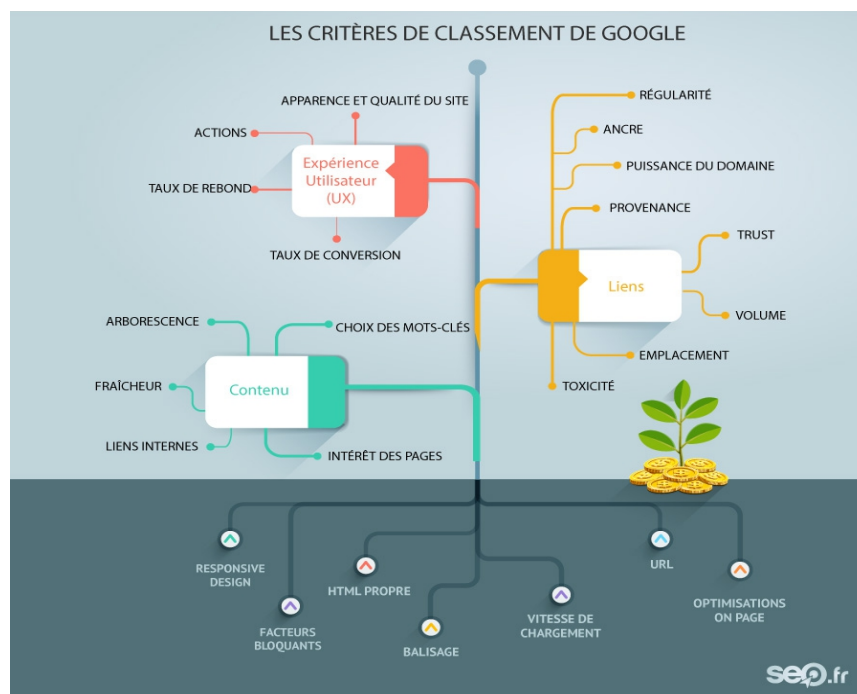 LES CRITÈRES DE CLASSEMENT DE GOOGLE
APPARENCE ET QUALITÉ DU SITE
ACTIONS
Expérience
Utilisateur
(UX)
TAUX DE REBOND
TAUX DE CONVERSION
RÉGULARITÉ
ANCRE
PUISSANCE DU DOMAINE
PROVENANCE
TRUST
Liens
VOLUME
EMPLACEMENT
TOXICITÉ
ARBORESCENCE
CHOIX DES MOTS-CLÉS
FRAÎCHEUR
Contenu
LIENS INTERNES
INTÉRÊT DES PAGES
RESPONSIVE
DESIGN
FACTEURS
BLOQUANTS
HTML PROPRE
BALISAGE
VITESSE DE
CHARGEMENT
URL
OPTIMISATIONS
ON PAGE
seo.fr